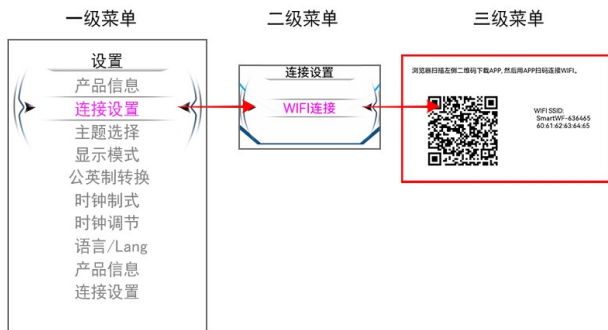 一级菜单
二级菜单
三级菜单
设置
产品信息
连接设置
主题选择
显示模式
公英制转换
时钟制式
时钟调节
语言/Lang
产品信息
连接设置
连接设置
WIFI连接
浏览器扫描左侧二维码下载APP, 然后用APP扫码连接WIFI。
WIFI SSID:
SmartWF-636465
60:61:62:63:64:65